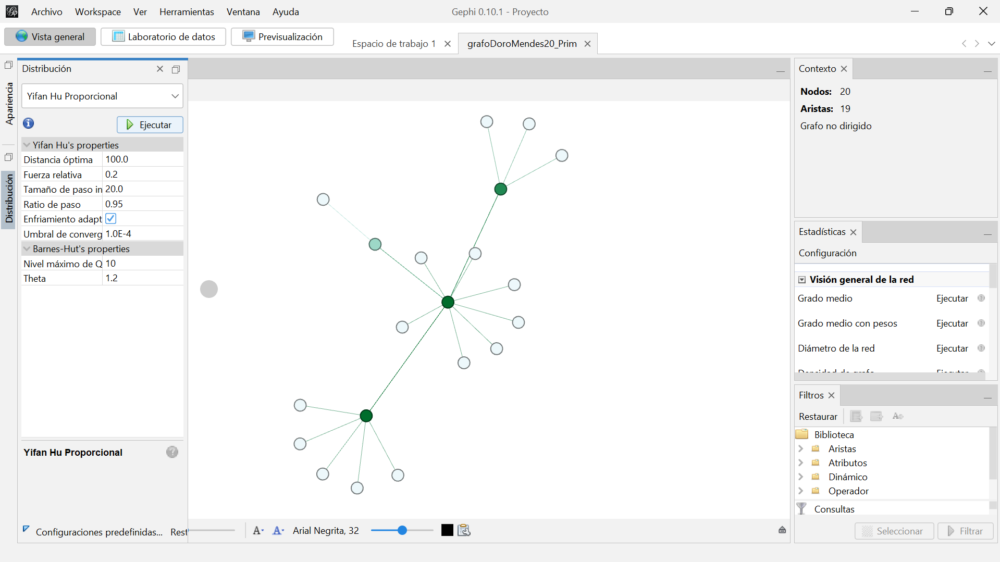 Archivo Workspace Ver Herramientas Ventana Ayuda
Gephi 0.10.1 - Proyecto
Vista general
Laboratorio de datos
Previsualización
Espacio de trabajo 1
grafoDoroMendes20_Prim
Apariencia
Distribución
Distribución
Yifan Hu Proporcional
Ejecutar
Yifan Hu's properties
Distancia óptima 100.0
Fuerza relativa 0.2
Tamaño de paso in 20.0
Ratio de paso 0.95
Enfriamiento adapt
Umbral de converg 1.0E-4
Barnes-Hut's properties
Nivel máximo de Q 10
Theta 1.2
Yifan Hu Proporcional
Configuraciones predefinidas... Rest
Arial Negrita, 32
Contexto
Nodos: 20
Aristas: 19
Grafo no dirigido
Estadísticas
Configuración
Visión general de la red
Grado medio Ejecutar
Grado medio con pesos Ejecutar
Diámetro de la red Ejecutar
Filtros
Restaurar
Biblioteca
Aristas
Atributos
Dinámico
Operador
Consultas
Seleccionar
Filtrar